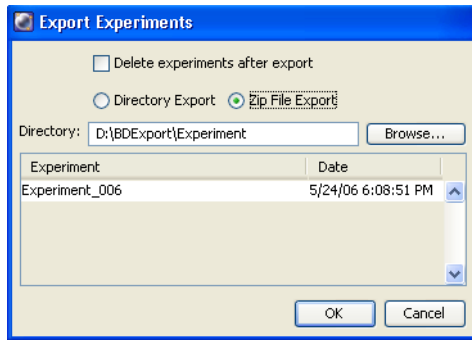 Export Experiments
Delete experiments after export
Directory Export Zip File Export
Directory: D:\BDExport\Experiment Browse...
Experiment Date
Experiment_006 5/24/06 6:08:51 PM
OK Cancel